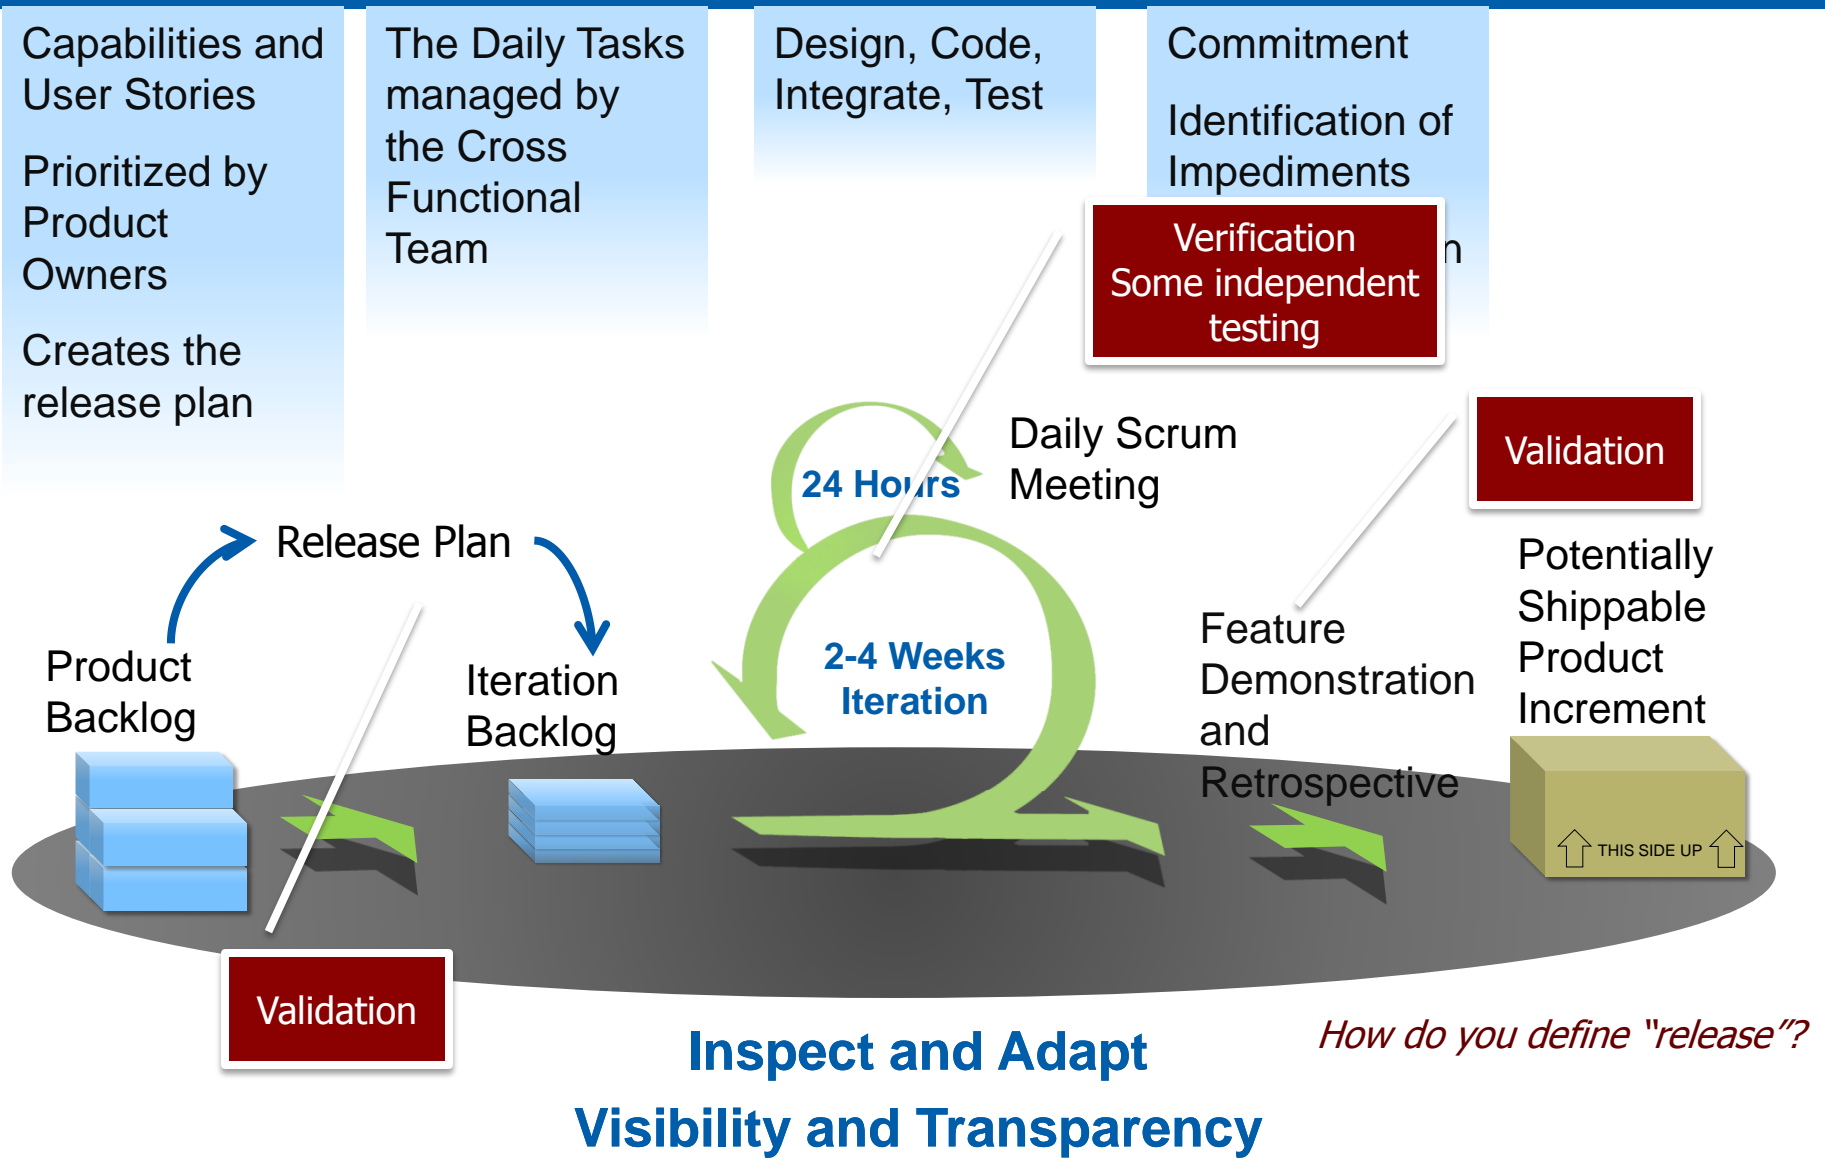 Capabilities and
User Stories
Prioritized by
Product
Owners
Creates the
release plan
The Daily Tasks
managed by
the Cross
Functional
Team
Design, Code,
Integrate, Test
Commitment
Identification of
Impediments
Verification
Some independent
testing
Validation
24 Hours
Daily Scrum
Meeting
Release Plan
Product
Backlog
Iteration
Backlog
2-4 Weeks
Iteration
Feature
Demonstration
and
Retrospective
Potentially
Shippable
Product
Increment
THIS SIDE UP
Validation
How do you define “release”?
Inspect and Adapt
Visibility and Transparency